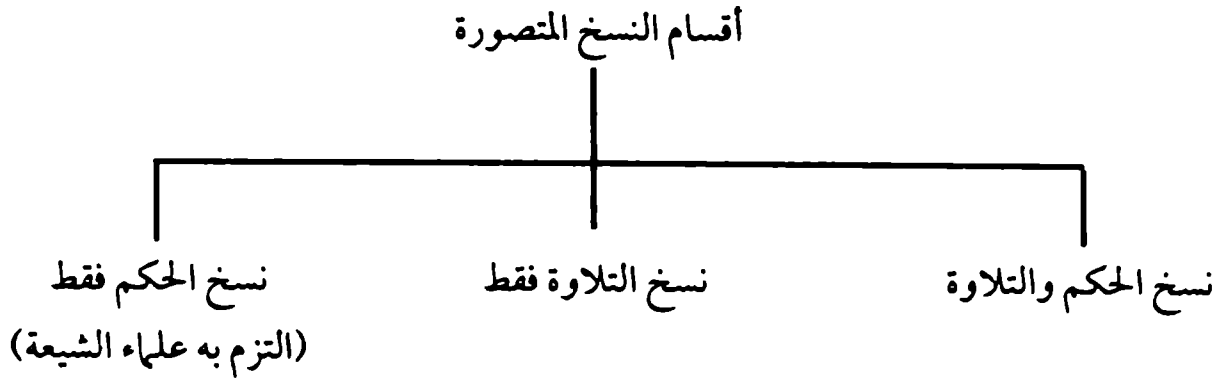 أقسام النسخ المتصورة
نسخ الحكم والتلاوة
نسخ التلاوة فقط
نسخ الحكم فقط
(التزم به علماء الشيعة)